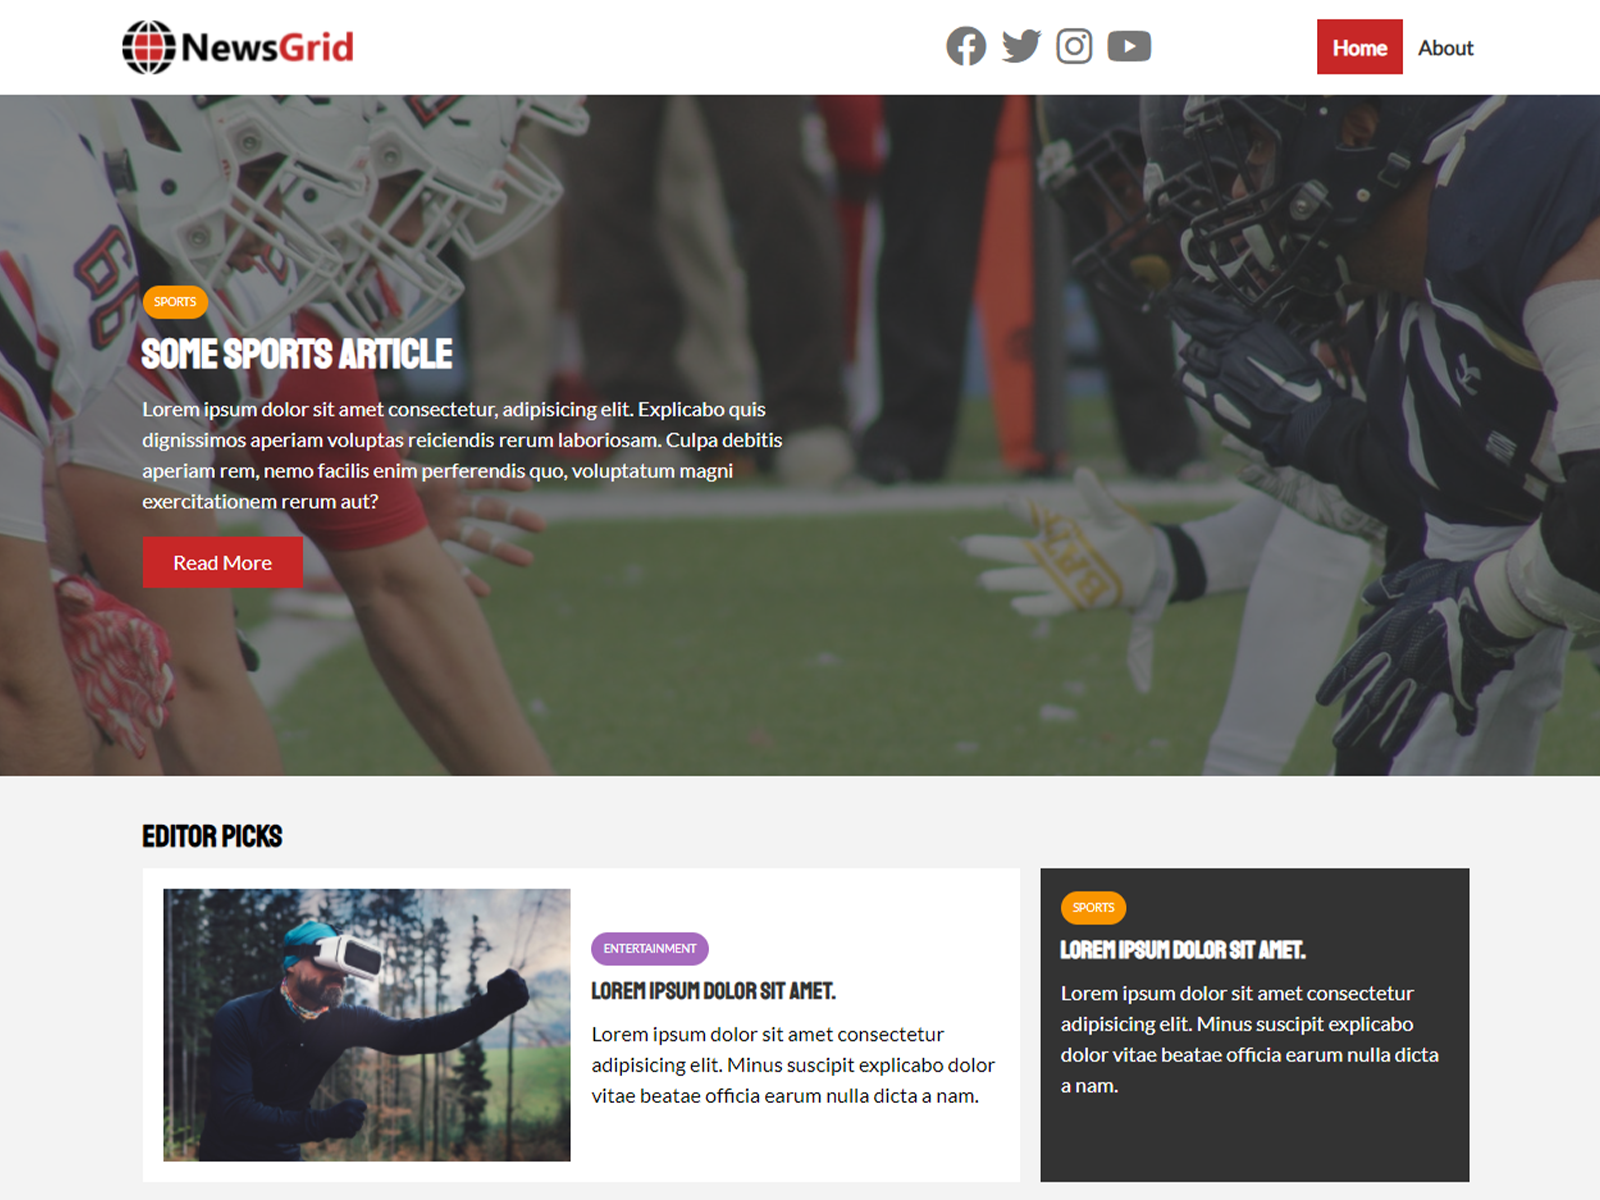 NewsGrid
Home
About
SPORTS
SOME SPORTS ARTICLE
Lorem ipsum dolor sit amet consectetur, adipisicing elit. Explicabo quis
dignissimos aperiam voluptas reiciendis rerum laboriosam. Culpa debitis
aperiam rem, nemo facilis enim perferendis quo, voluptatum magni
exercitationem rerum aut?
Read More
EDITOR PICKS
ENTERTAINMENT
LOREM IPSUM DOLOR SIT AMET.
Lorem ipsum dolor sit amet consectetur
adipisicing elit. Minus suscipit explicabo dolor
vitae beatae officia earum nulla dicta a nam.
SPORTS
LOREM IPSUM DOLOR SIT AMET.
Lorem ipsum dolor sit amet consectetur
adipisicing elit. Minus suscipit explicabo
dolor vitae beatae officia earum nulla dicta
a nam.